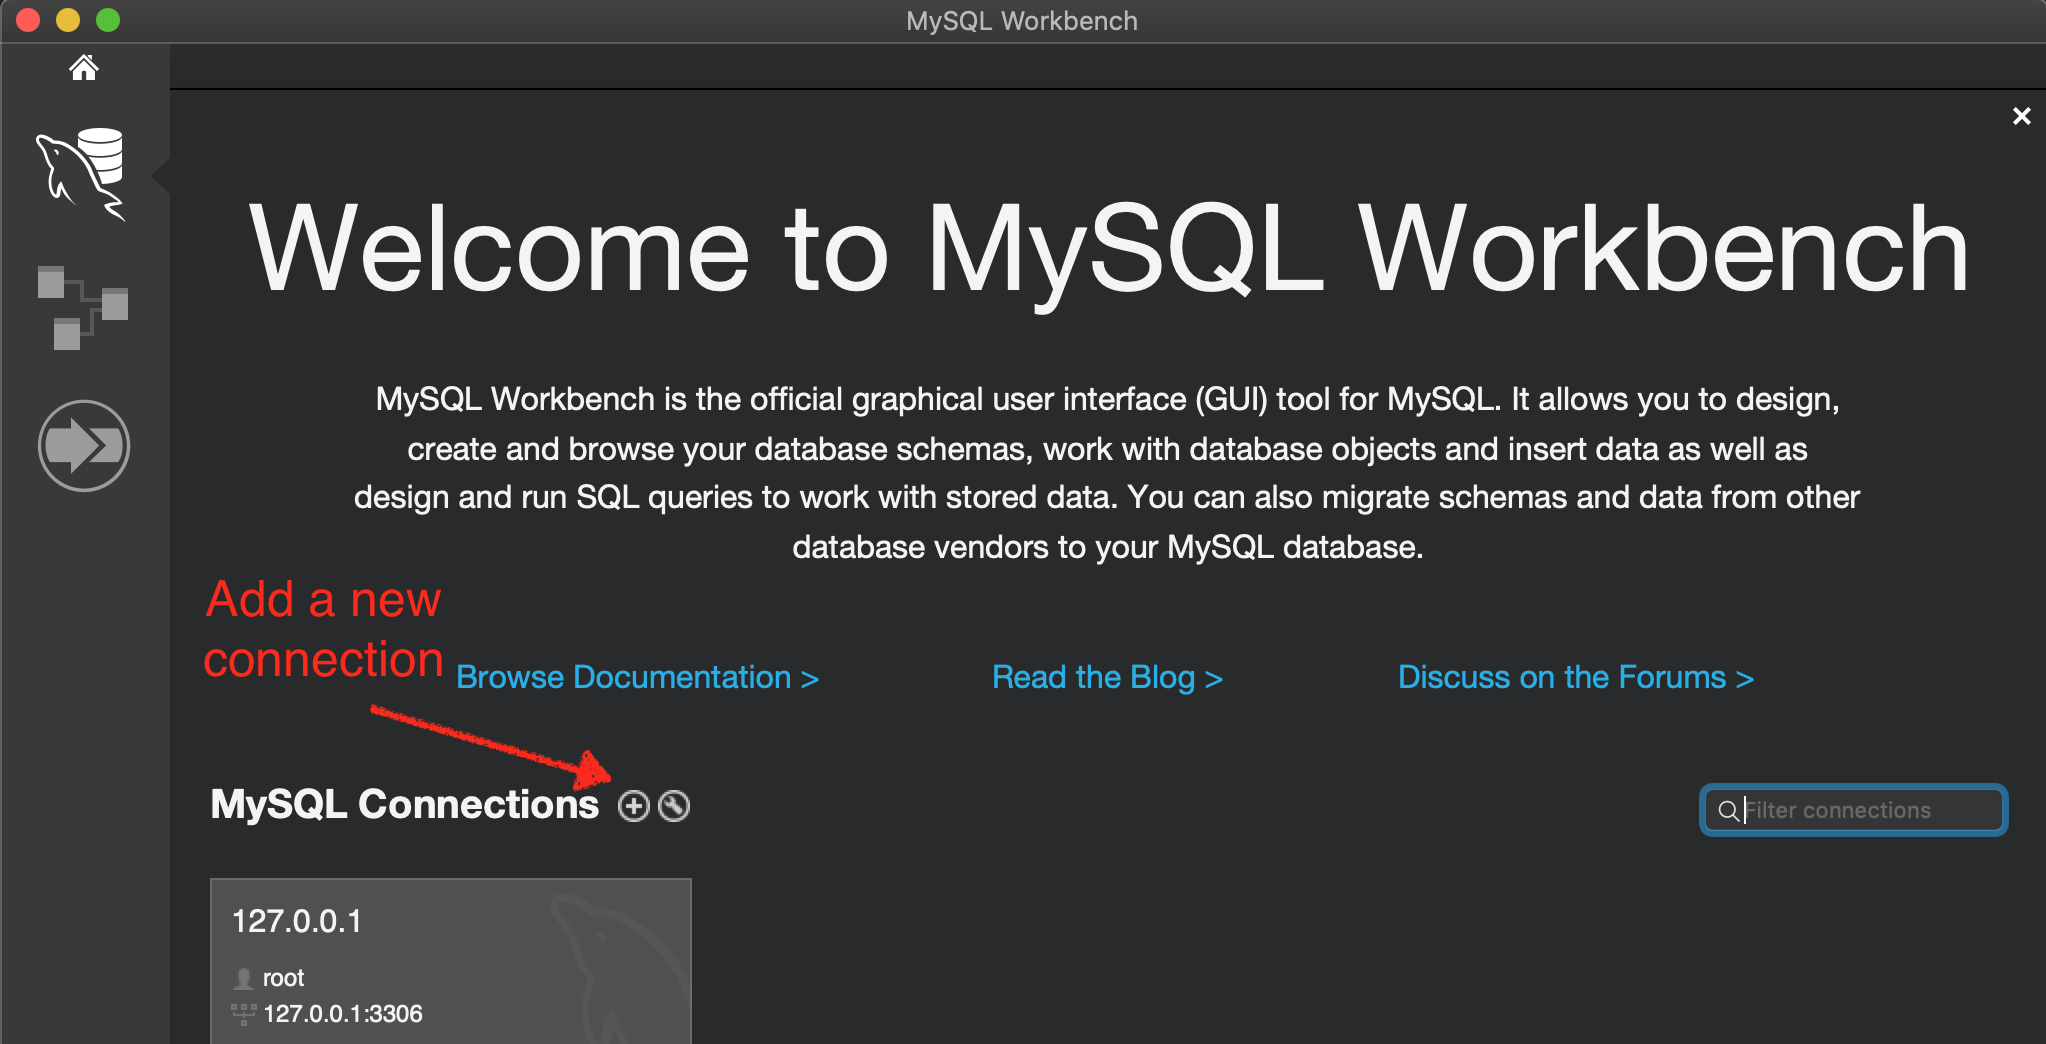 MySQL Workbench
Welcome to MySQL Workbench
MySQL Workbench is the official graphical user interface (GUI) tool for MySQL. It allows you to design,
create and browse your database schemas, work with database objects and insert data as well as
design and run SQL queries to work with stored data. You can also migrate schemas and data from other
database vendors to your MySQL database.
Add a new
connection
Browse Documentation >
Read the Blog >
Discuss on the Forums >
MySQL Connections
Filter connections
127.0.0.1
root
127.0.0.1:3306